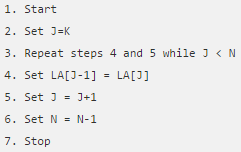 1. Start
2. Set J=K
3. Repeat steps 4 and 5 while J < N
4. Set LA[J-1] = LA[J]
5. Set J = J+1
6. Set N = N-1
7. Stop